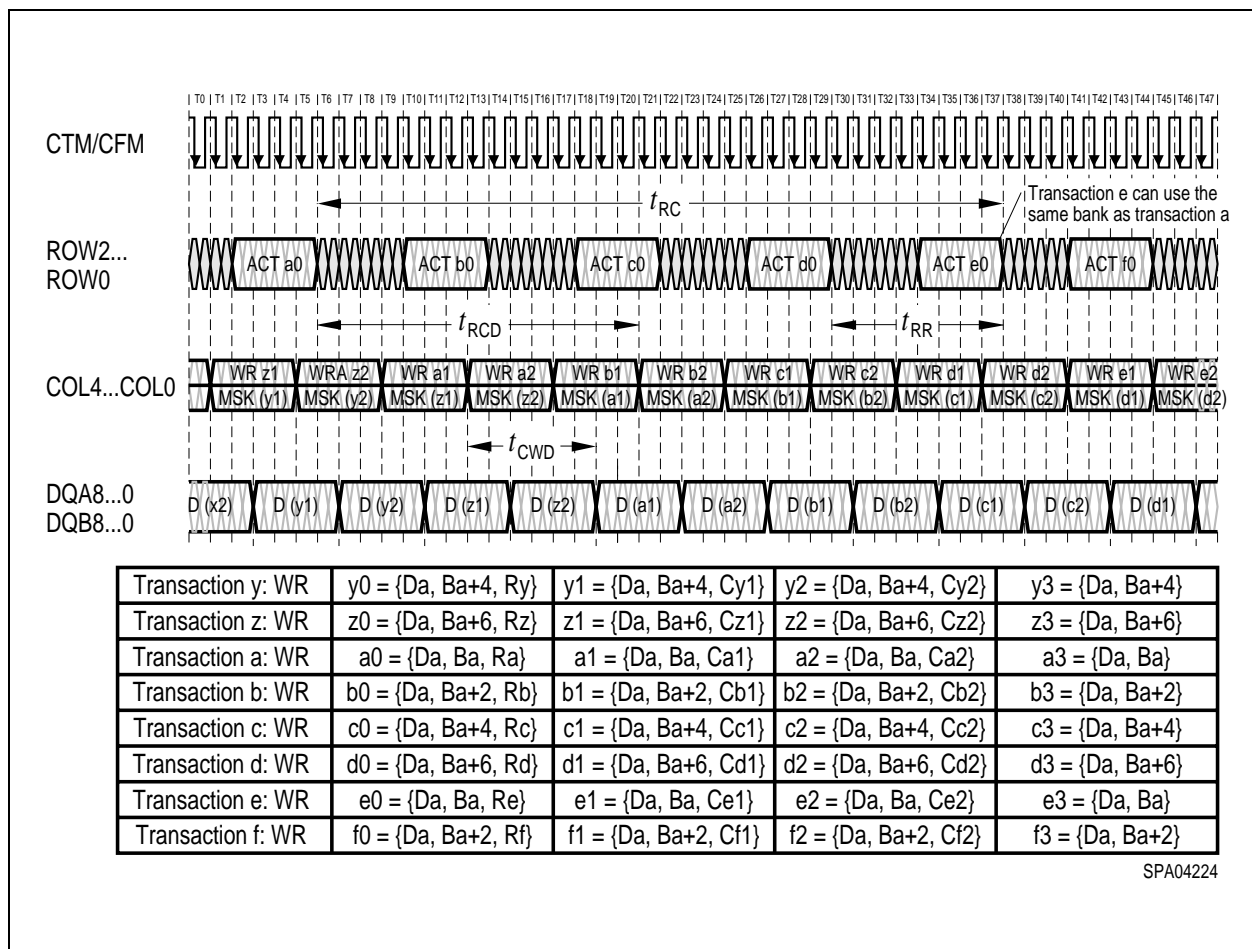 T0 T1 T2 T3 T4 T5 T6 T7 T8 T9 T10 T11 T12 T13 T14 T15 T16 T17 T18 T19 T20 T21 T22 T23 T24 T25 T26 T27 T28 T29 T30 T31 T32 T33 T34 T35 T36 T37 T38 T39 T40 T41 T42 T43 T44 T45 T46 T47
CTM/CFM
Transaction e can use the
same bank as transaction a
tRC
ROW2...
ROW0
ACT a0 ACT b0 ACT c0 ACT d0 ACT e0 ACT f0
tRCD tRR
COL4...COL0
WR z1 WRA z2 WR a1 WR a2 WR b1 WR b2 WR c1 WR c2 WR d1 WR d2 WR e1 WR e2
MSK (y1) MSK (y2) MSK (z1) MSK (z2) MSK (a1) MSK (a2) MSK (b1) MSK (b2) MSK (c1) MSK (c2) MSK (d1) MSK (d2)
tCWD
DQA8...0
DQB8...0
D (x2) D (y1) D (y2) D (z1) D (z2) D (a1) D (a2) D (b1) D (b2) D (c1) D (c2) D (d1)
Transaction y: WR y0 = {Da, Ba+4, Ry} y1 = {Da, Ba+4, Cy1} y2 = {Da, Ba+4, Cy2} y3 = {Da, Ba+4}
Transaction z: WR z0 = {Da, Ba+6, Rz} z1 = {Da, Ba+6, Cz1} z2 = {Da, Ba+6, Cz2} z3 = {Da, Ba+6}
Transaction a: WR a0 = {Da, Ba, Ra} a1 = {Da, Ba, Ca1} a2 = {Da, Ba, Ca2} a3 = {Da, Ba}
Transaction b: WR b0 = {Da, Ba+2, Rb} b1 = {Da, Ba+2, Cb1} b2 = {Da, Ba+2, Cb2} b3 = {Da, Ba+2}
Transaction c: WR c0 = {Da, Ba+4, Rc} c1 = {Da, Ba+4, Cc1} c2 = {Da, Ba+4, Cc2} c3 = {Da, Ba+4}
Transaction d: WR d0 = {Da, Ba+6, Rd} d1 = {Da, Ba+6, Cd1} d2 = {Da, Ba+6, Cd2} d3 = {Da, Ba+6}
Transaction e: WR e0 = {Da, Ba, Re} e1 = {Da, Ba, Ce1} e2 = {Da, Ba, Ce2} e3 = {Da, Ba}
Transaction f: WR f0 = {Da, Ba+2, Rf} f1 = {Da, Ba+2, Cf1} f2 = {Da, Ba+2, Cf2} f3 = {Da, Ba+2}
SPA04224